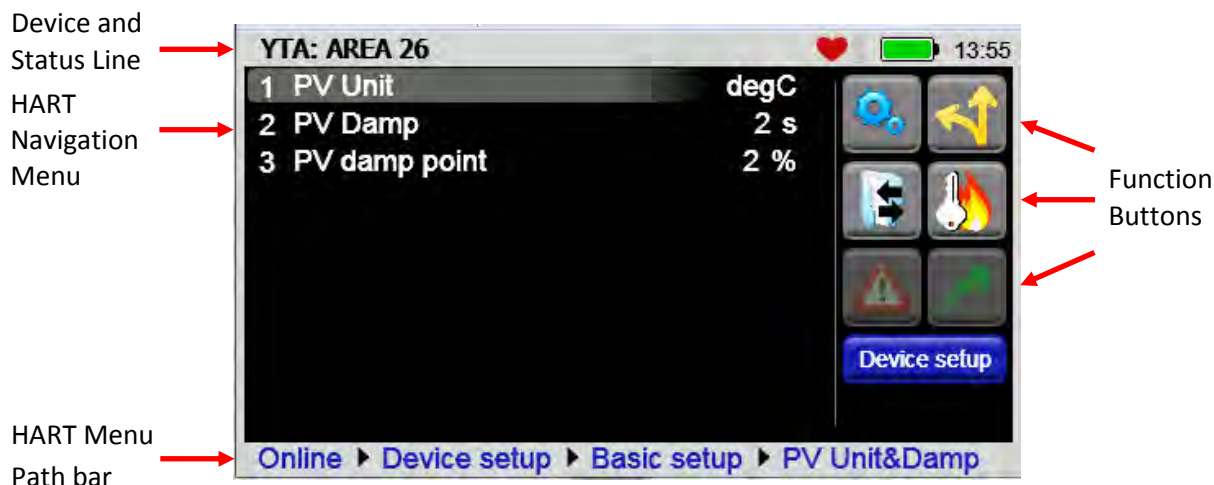 Device and
Status Line
HART
Navigation
Menu
HART Menu
Path bar
YTA: AREA 26 13:55
1 PV Unit degC
2 PV Damp 2 s
3 PV damp point 2 %
Device setup
Online Device setup Basic setup PV Unit&Damp
Function
Buttons